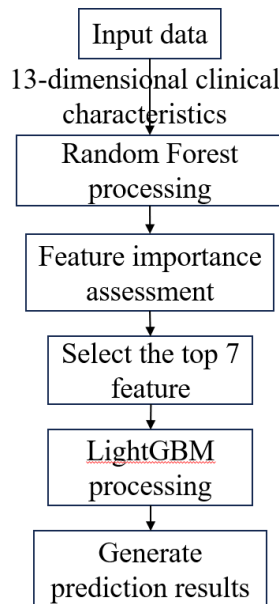 Input data
13-dimensional clinical
characteristics
Random Forest
processing
Feature importance
assessment
Select the top 7
feature
LightGBM
processing
Generate
prediction results